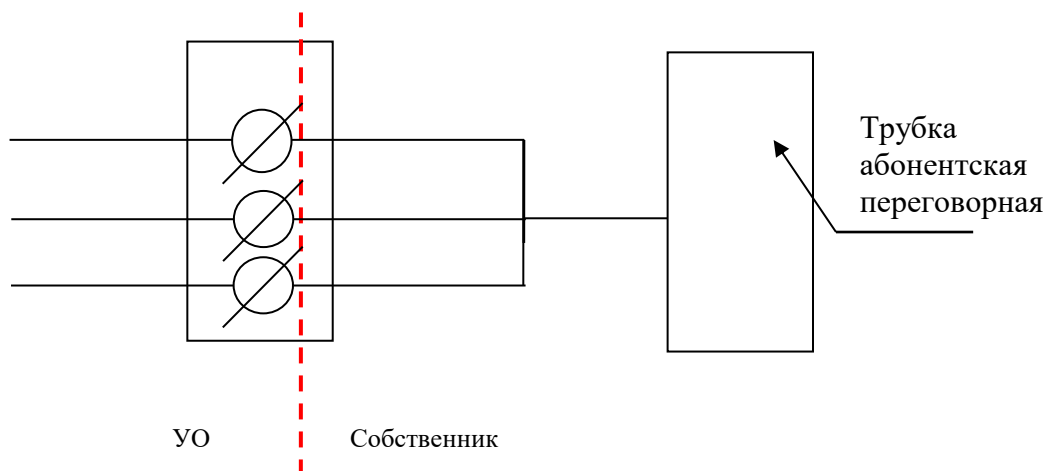 Трубка
абонентская
переговорная
УО
Собственник